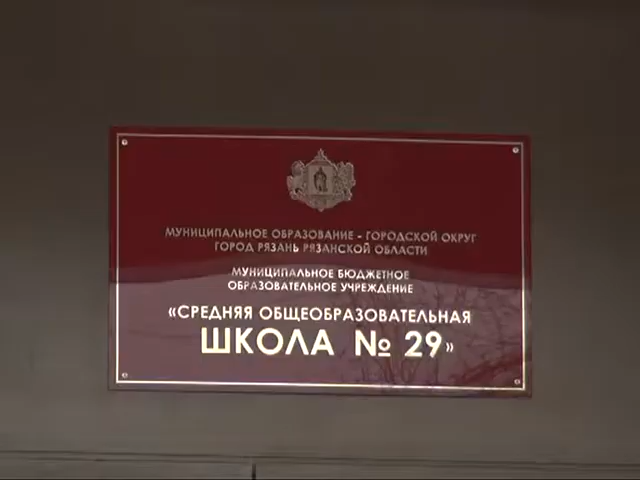 МУНИЦИПАЛЬНОЕ ОБРАЗОВАНИЕ - ГОРОДСКОЙ ОКРУГ
ГОРОД РЯЗАНЬ РЯЗАНСКОЙ ОБЛАСТИ
МУНИЦИПАЛЬНОЕ БЮДЖЕТНОЕ
ОБРАЗОВАТЕЛЬНОЕ УЧРЕЖДЕНИЕ
«СРЕДНЯЯ ОБЩЕОБРАЗОВАТЕЛЬНАЯ
ШКОЛА № 29»